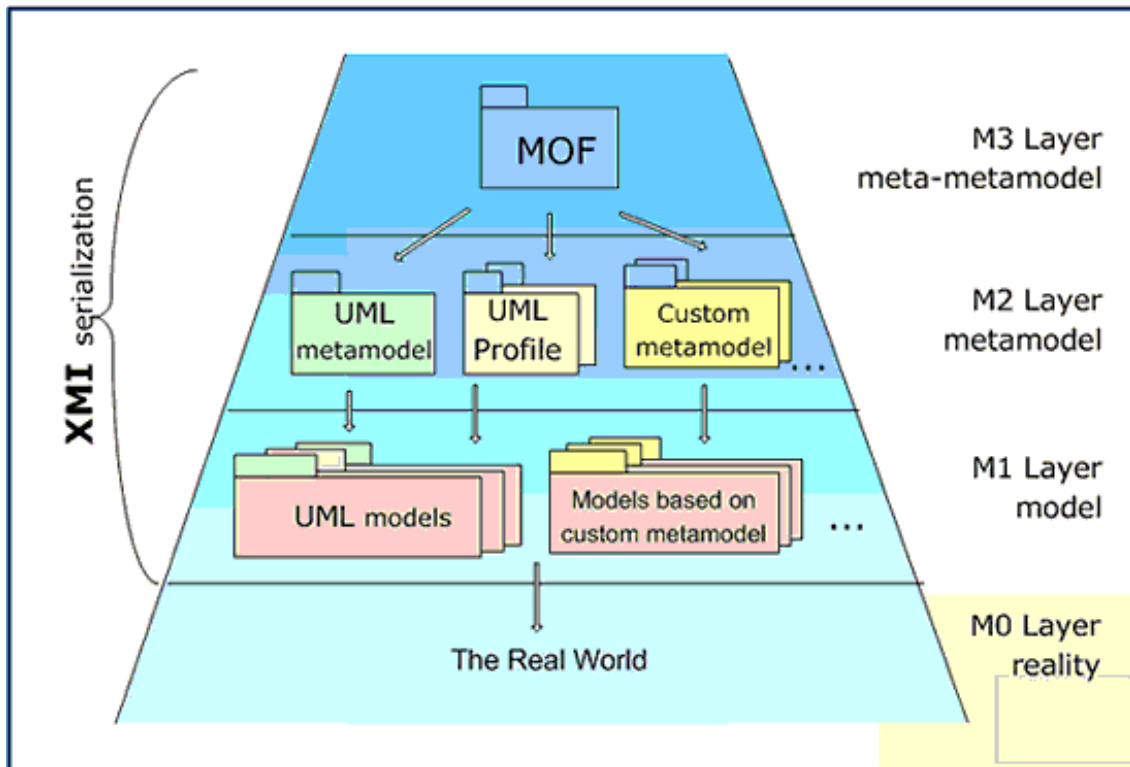 MOF
M3 Layer
meta-metamodel
XMI serialization
UML
metamodel
UML
Profile
Custom
metamodel
...
M2 Layer
metamodel
UML models
Models based on
custom metamodel
...
M1 Layer
model
The Real World
M0 Layer
reality